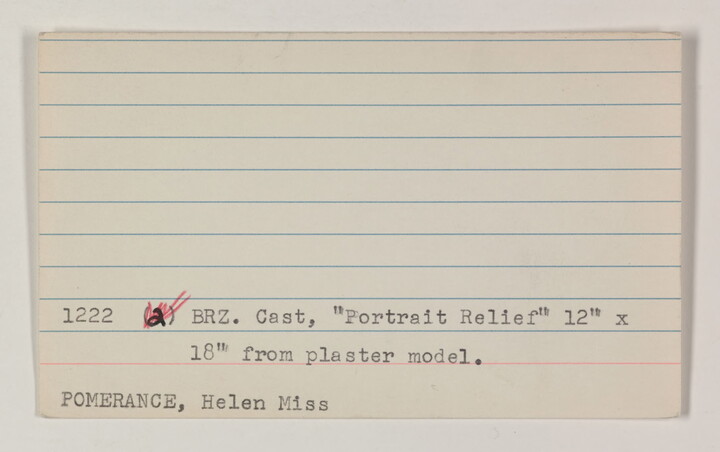 1222 (2) BRZ. Cast, "Portrait Relief" 12" x
18" from plaster model.
POMERANCE, Helen Miss